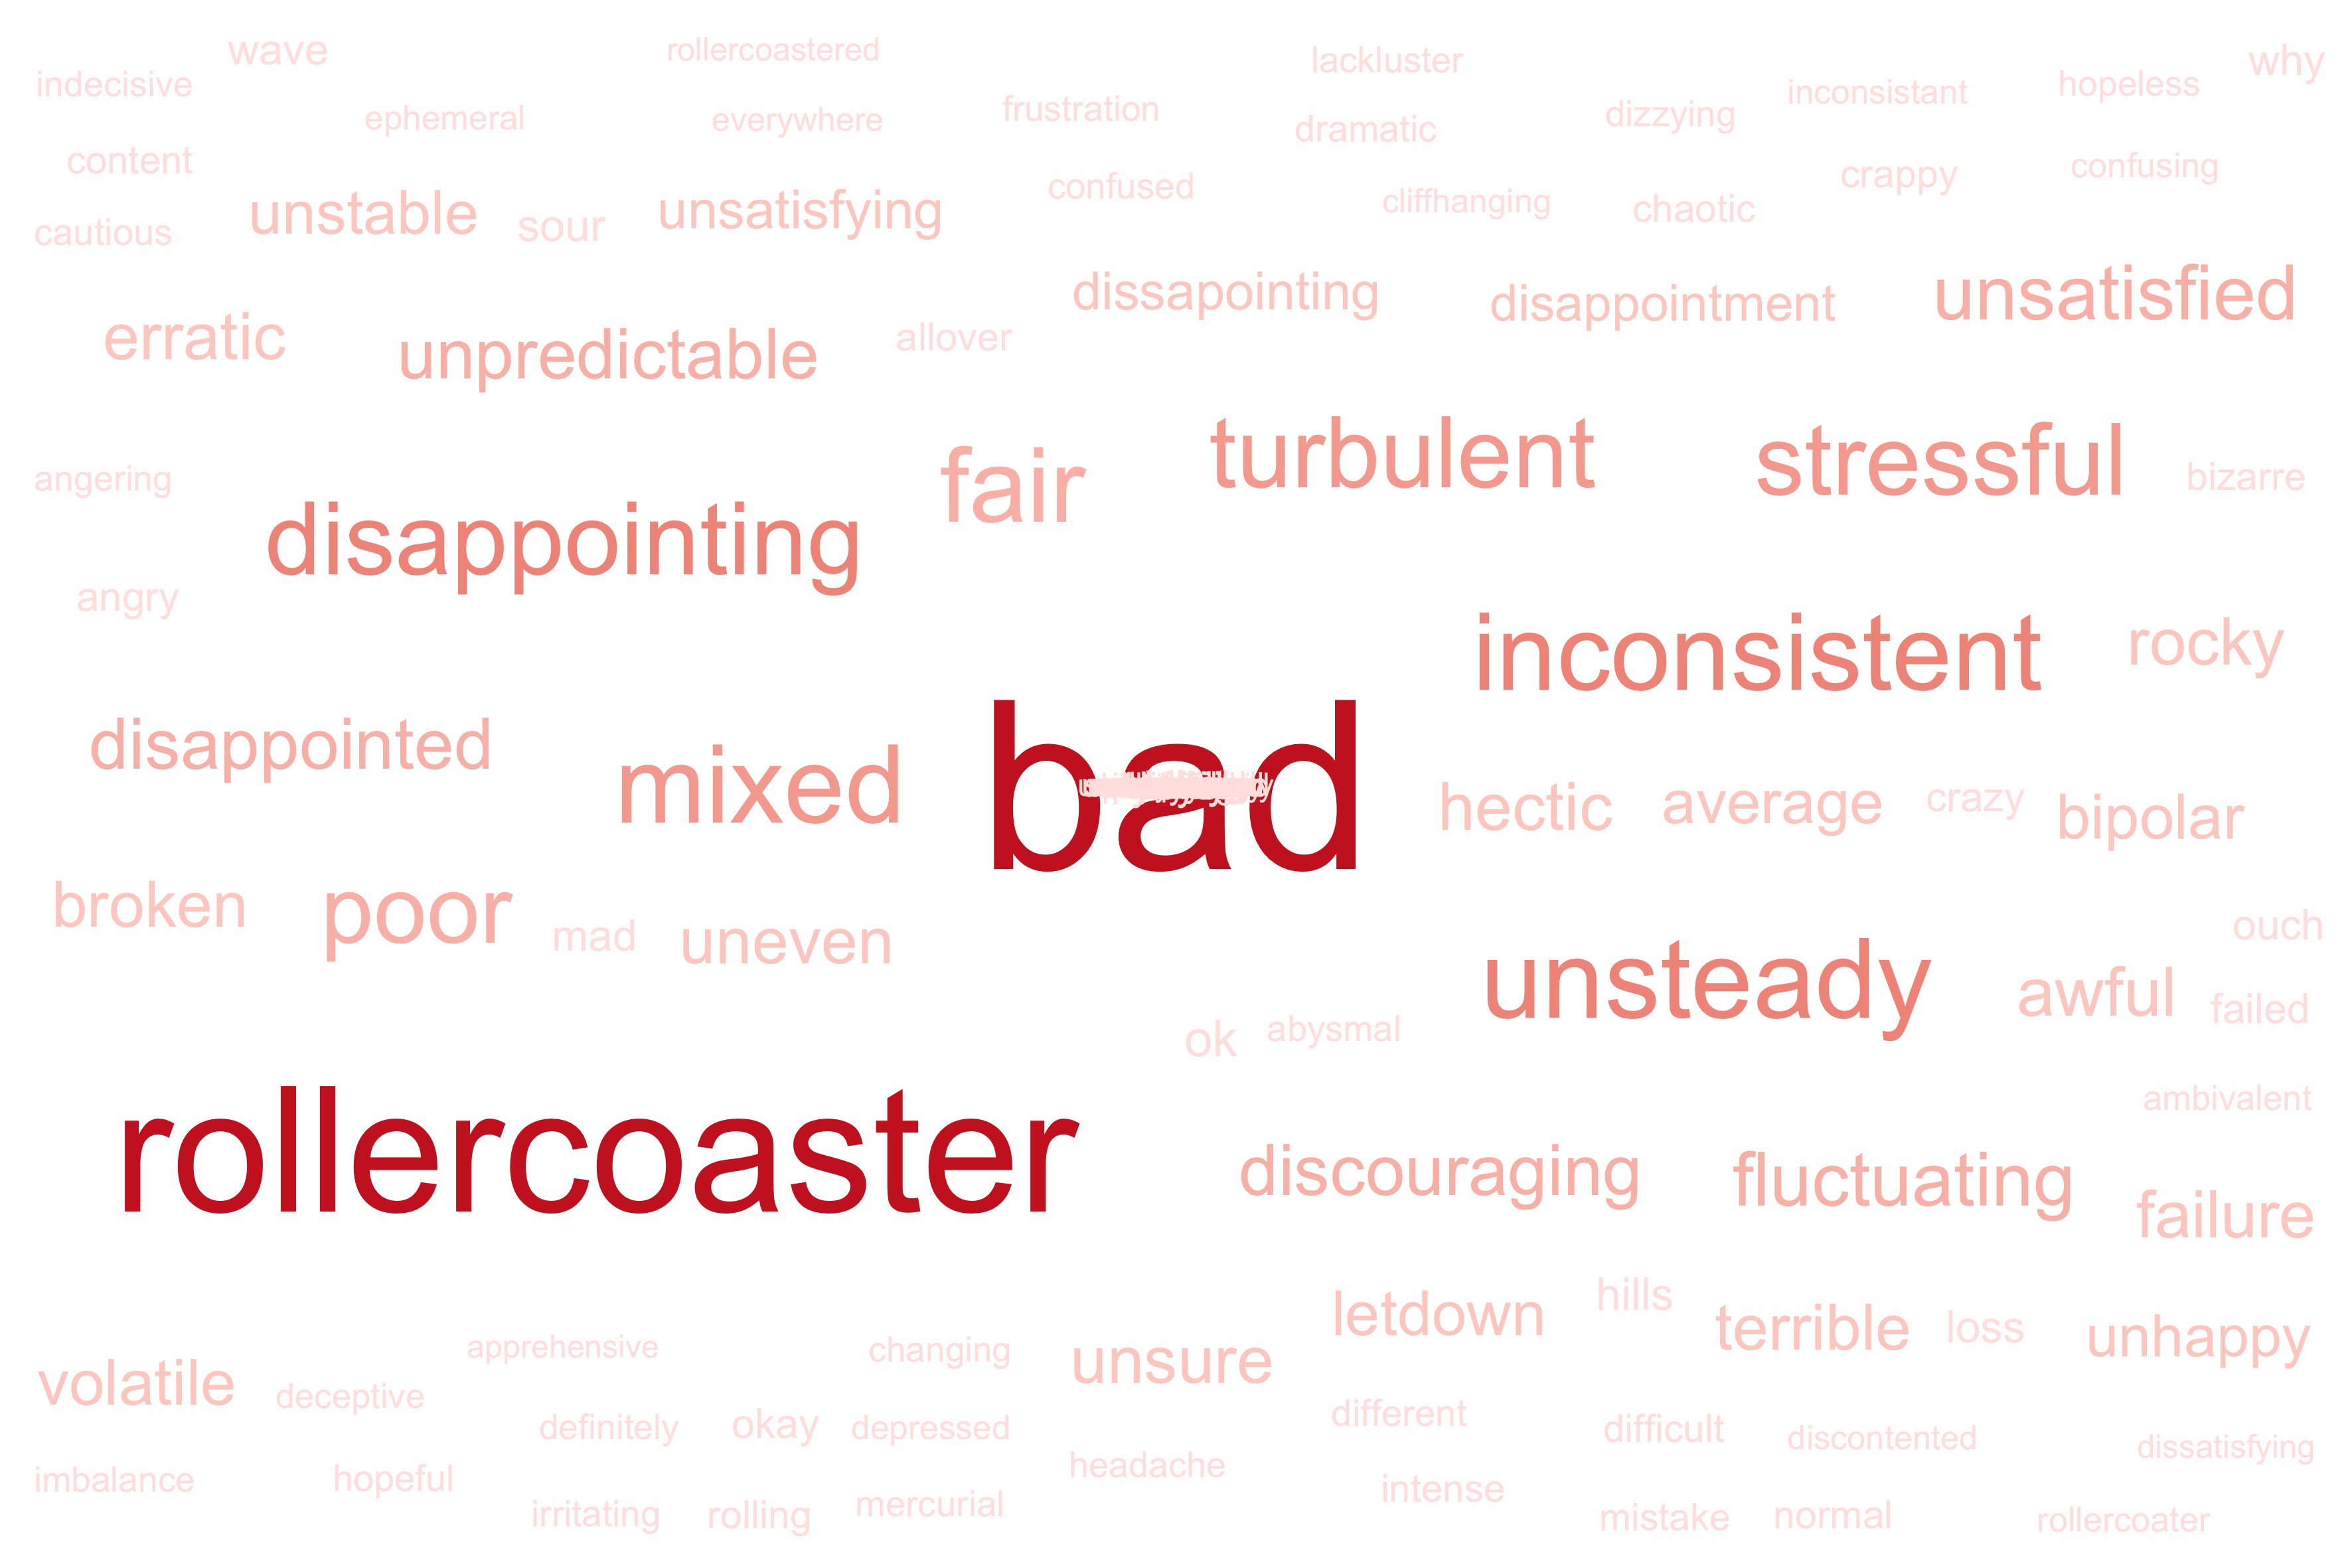 wave
rollercoastered
lackluster
why
indecisive
hopeless
inconsistant
ephemeral
everywhere
frustration
dramatic
dizzying
content
confusing
crappy
confused
unstable
sour
unsatisfying
cliffhanging
chaotic
cautious
dissapointing
disappointment
unsatisfied
erratic
unpredictable
allover
turbulent
stressful
fair
angering
bizarre
disappointing
angry
inconsistent
rocky
disappointed
mixed
bad
hectic
average
crazy
bipolar
broken
poor
mad
uneven
ouch
unsteady
awful
failed
ok
abysmal
ambivalent
rollercoaster
discouraging
fluctuating
failure
letdown
hills
terrible
loss
unhappy
apprehensive
changing
unsure
volatile
deceptive
definitely
okay
depressed
different
difficult
discontented
dissatisfying
imbalance
hopeful
headache
intense
irritating
rolling
mercurial
mistake
normal
rollercoater